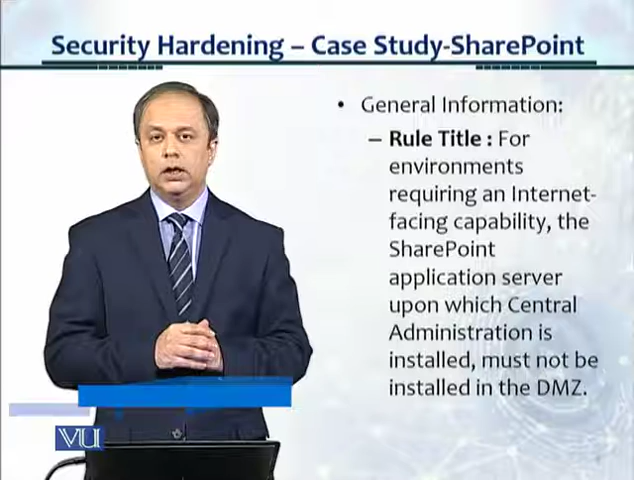 Security Hardening – Case Study-SharePoint
• General Information:
– Rule Title : For
environments
requiring an Internet-
facing capability, the
SharePoint
application server
upon which Central
Administration is
installed, must not be
installed in the DMZ.
VU